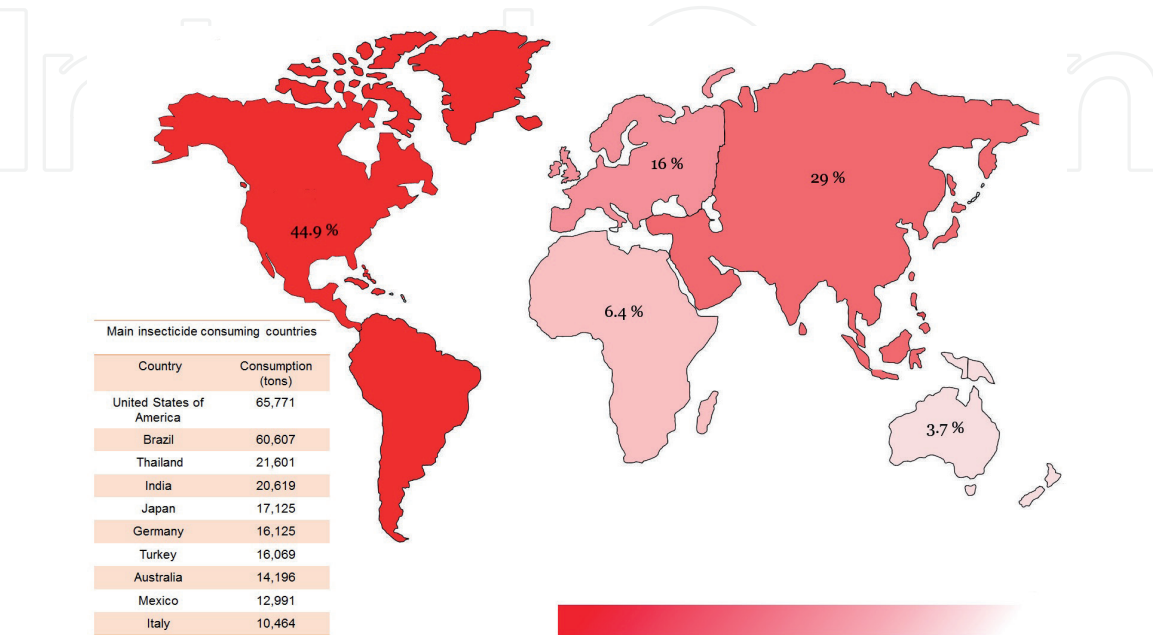 16 %
29 %
44.9 %
6.4 %
3.7 %
Main insecticide consuming countries
Country Consumption
(tons)
United States of 65,771
America
Brazil 60,607
Thailand 21,601
India 20,619
Japan 17,125
Germany 16,125
Turkey 16,069
Australia 14,196
Mexico 12,991
Italy 10,464